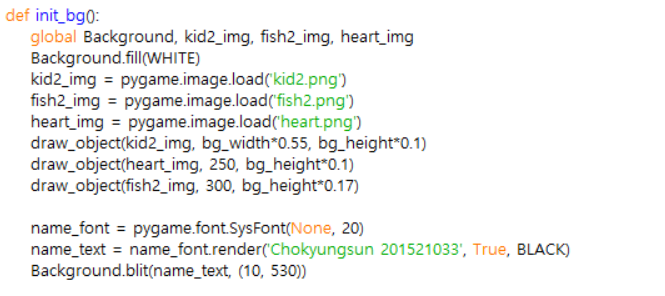 def init_bg():
    global Background, kid2_img, fish2_img, heart_img
    Background.fill(WHITE)
    kid2_img = pygame.image.load('kid2.png')
    fish2_img = pygame.image.load('fish2.png')
    heart_img = pygame.image.load('heart.png')
    draw_object(kid2_img, bg_width*0.55, bg_height*0.1)
    draw_object(heart_img, 250, bg_height*0.1)
    draw_object(fish2_img, 300, bg_height*0.17)

    name_font = pygame.font.SysFont(None, 20)
    name_text = name_font.render('Chokyungsun 201521033', True, BLACK)
    Background.blit(name_text, (10, 530))